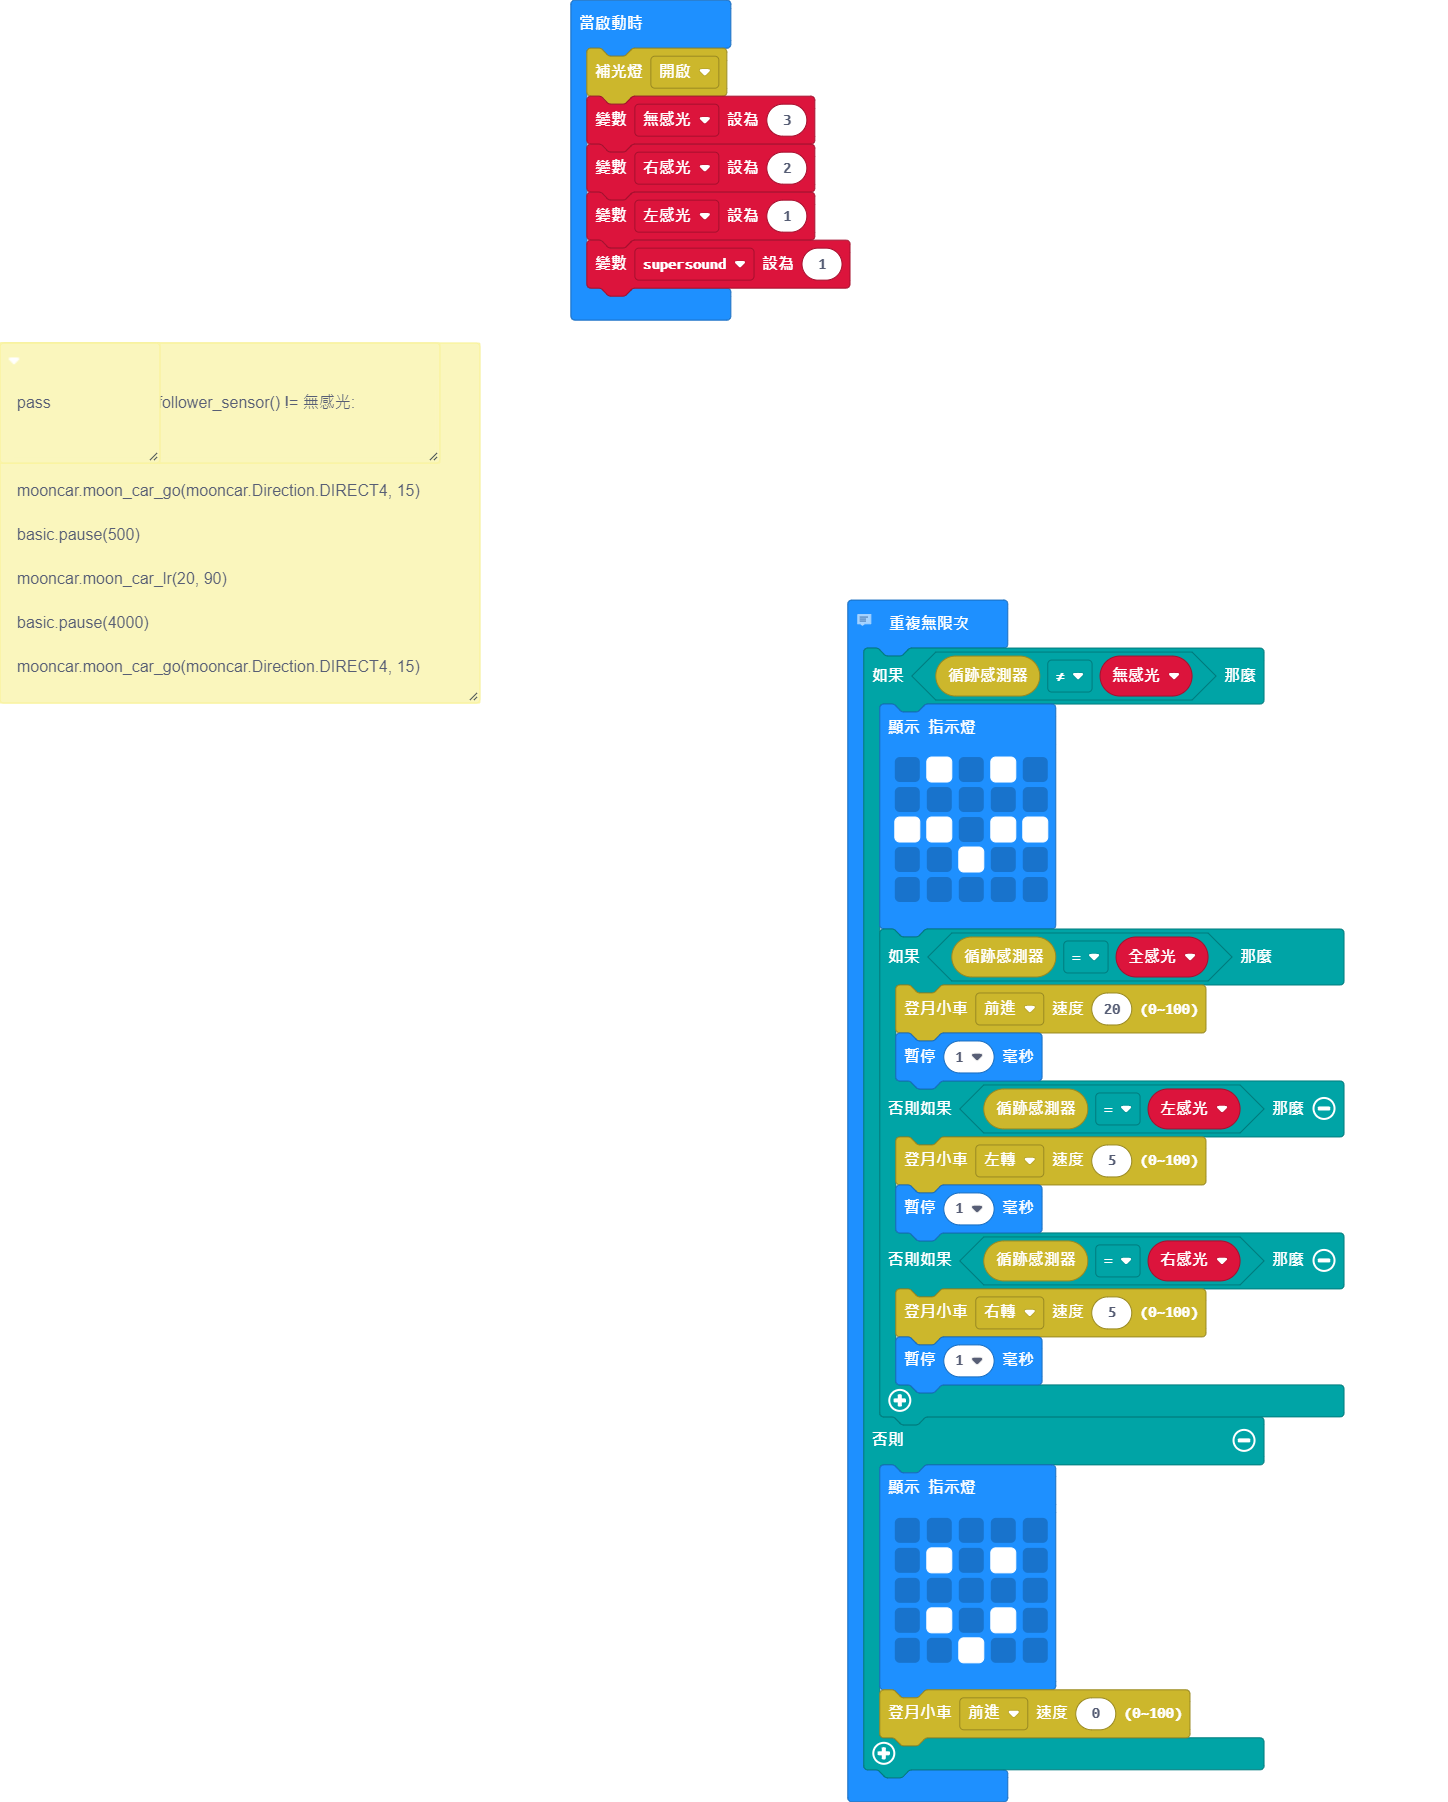 當啟動時
補光燈 開啟
變數 無感光 設為 3
變數 右感光 設為 2
變數 左感光 設為 1
變數 supersound 設為 1
pass
follower_sensor() != 無感光:
mooncar.moon_car_go(mooncar.Direction.DIRECT4, 15)
basic.pause(500)
mooncar.moon_car_lr(20, 90)
basic.pause(4000)
mooncar.moon_car_go(mooncar.Direction.DIRECT4, 15)
重複無限次
如果 循跡感測器 ≠ 無感光 那麼
顯示 指示燈
如果 循跡感測器 = 全感光 那麼
登月小車 前進 速度 20 (0-100)
暫停 1 毫秒
否則如果 循跡感測器 = 左感光 那麼
登月小車 左轉 速度 5 (0-100)
暫停 1 毫秒
否則如果 循跡感測器 = 右感光 那麼
登月小車 右轉 速度 5 (0-100)
暫停 1 毫秒
否則
顯示 指示燈
登月小車 前進 速度 0 (0-100)